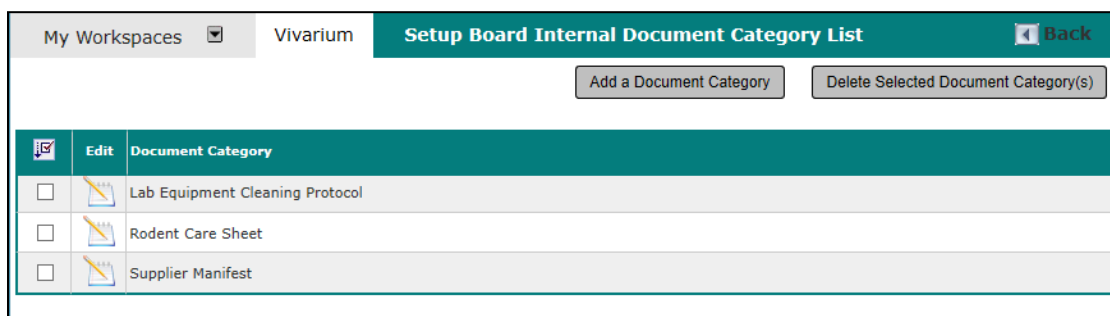 My Workspaces Vivarium Setup Board Internal Document Category List Back
Add a Document Category Delete Selected Document Category(s)
Edit Document Category
Lab Equipment Cleaning Protocol
Rodent Care Sheet
Supplier Manifest